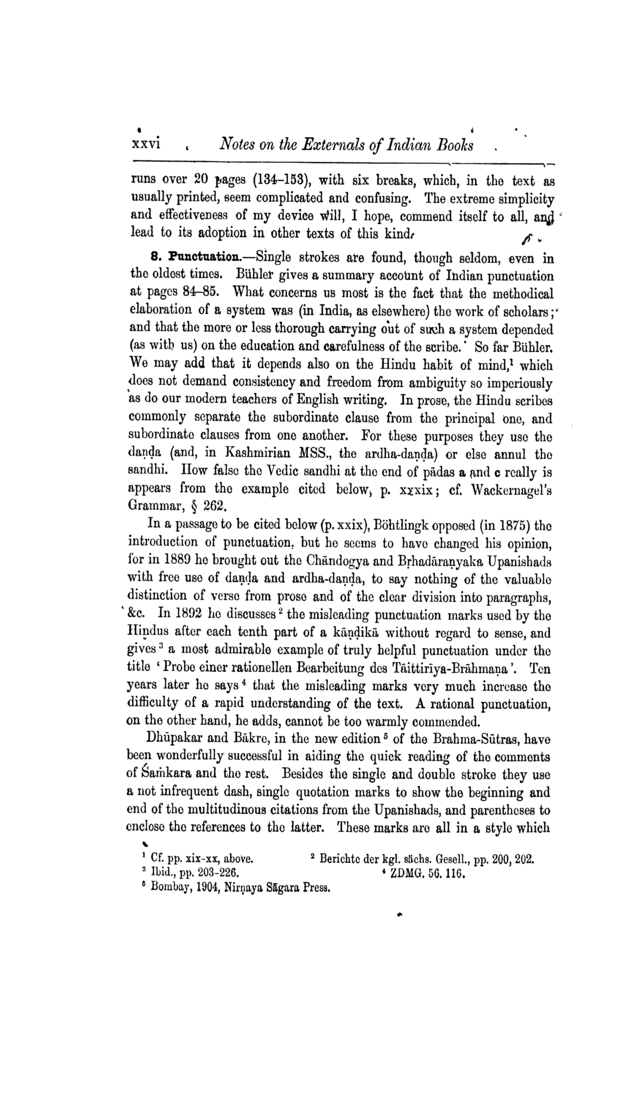 xxvi Notes on the Externals of Indian Books
runs over 20 pages (134–153), with six breaks, which, in the text as
usually printed, seem complicated and confusing. The extreme simplicity
and effectiveness of my device will, I hope, commend itself to all, and
lead to its adoption in other texts of this kind.
8. Punctuation.—Single strokes are found, though seldom, even in
the oldest times. Bühler gives a summary account of Indian punctuation
at pages 84–85. What concerns us most is the fact that the methodical
elaboration of a system was (in India, as elsewhere) the work of scholars;
and that the more or less thorough carrying out of such a system depended
(as with us) on the education and carefulness of the scribe. So far Bühler.
We may add that it depends also on the Hindu habit of mind,¹ which
does not demand consistency and freedom from ambiguity so imperiously
as do our modern teachers of English writing. In prose, the Hindu scribes
commonly separate the subordinate clause from the principal one, and
subordinate clauses from one another. For these purposes they use the
daṇḍa (and, in Kashmirian MSS., the ardha-daṇḍa) or else annul the
sandhi. How false the Vedic sandhi at the end of pādas a and c really is
appears from the example cited below, p. xxxix; cf. Wackernagel's
Grammar, § 262.
In a passage to be cited below (p. xxix), Böhtlingk opposed (in 1875) the
introduction of punctuation, but he seems to have changed his opinion,
for in 1889 he brought out the Chāndogya and Bṛhadāraṇyaka Upanishads
with free use of daṇḍa and ardha-daṇḍa, to say nothing of the valuable
distinction of verse from prose and of the clear division into paragraphs,
&c. In 1892 he discusses² the misleading punctuation marks used by the
Hindus after each tenth part of a kāṇḍikā without regard to sense, and
gives³ a most admirable example of truly helpful punctuation under the
title ‘Probe einer rationellen Bearbeitung des Tāittirīya-Brāhmaṇa’. Ten
years later he says⁴ that the misleading marks very much increase the
difficulty of a rapid understanding of the text. A rational punctuation,
on the other hand, he adds, cannot be too warmly commended.
Dhūpakar and Bākre, in the new edition⁵ of the Brahma-Sūtras, have
been wonderfully successful in aiding the quick reading of the comments
of Śaṁkara and the rest. Besides the single and double stroke they use
a not infrequent dash, single quotation marks to show the beginning and
end of the multitudinous citations from the Upanishads, and parentheses to
enclose the references to the latter. These marks are all in a style which
¹ Cf. pp. xix-xx, above. ² Berichte der kgl. sächs. Gesell., pp. 200, 202.
³ Ibid., pp. 203-226. ⁴ ZDMG. 56. 116.
⁵ Bombay, 1904, Nirṇaya Sāgara Press.